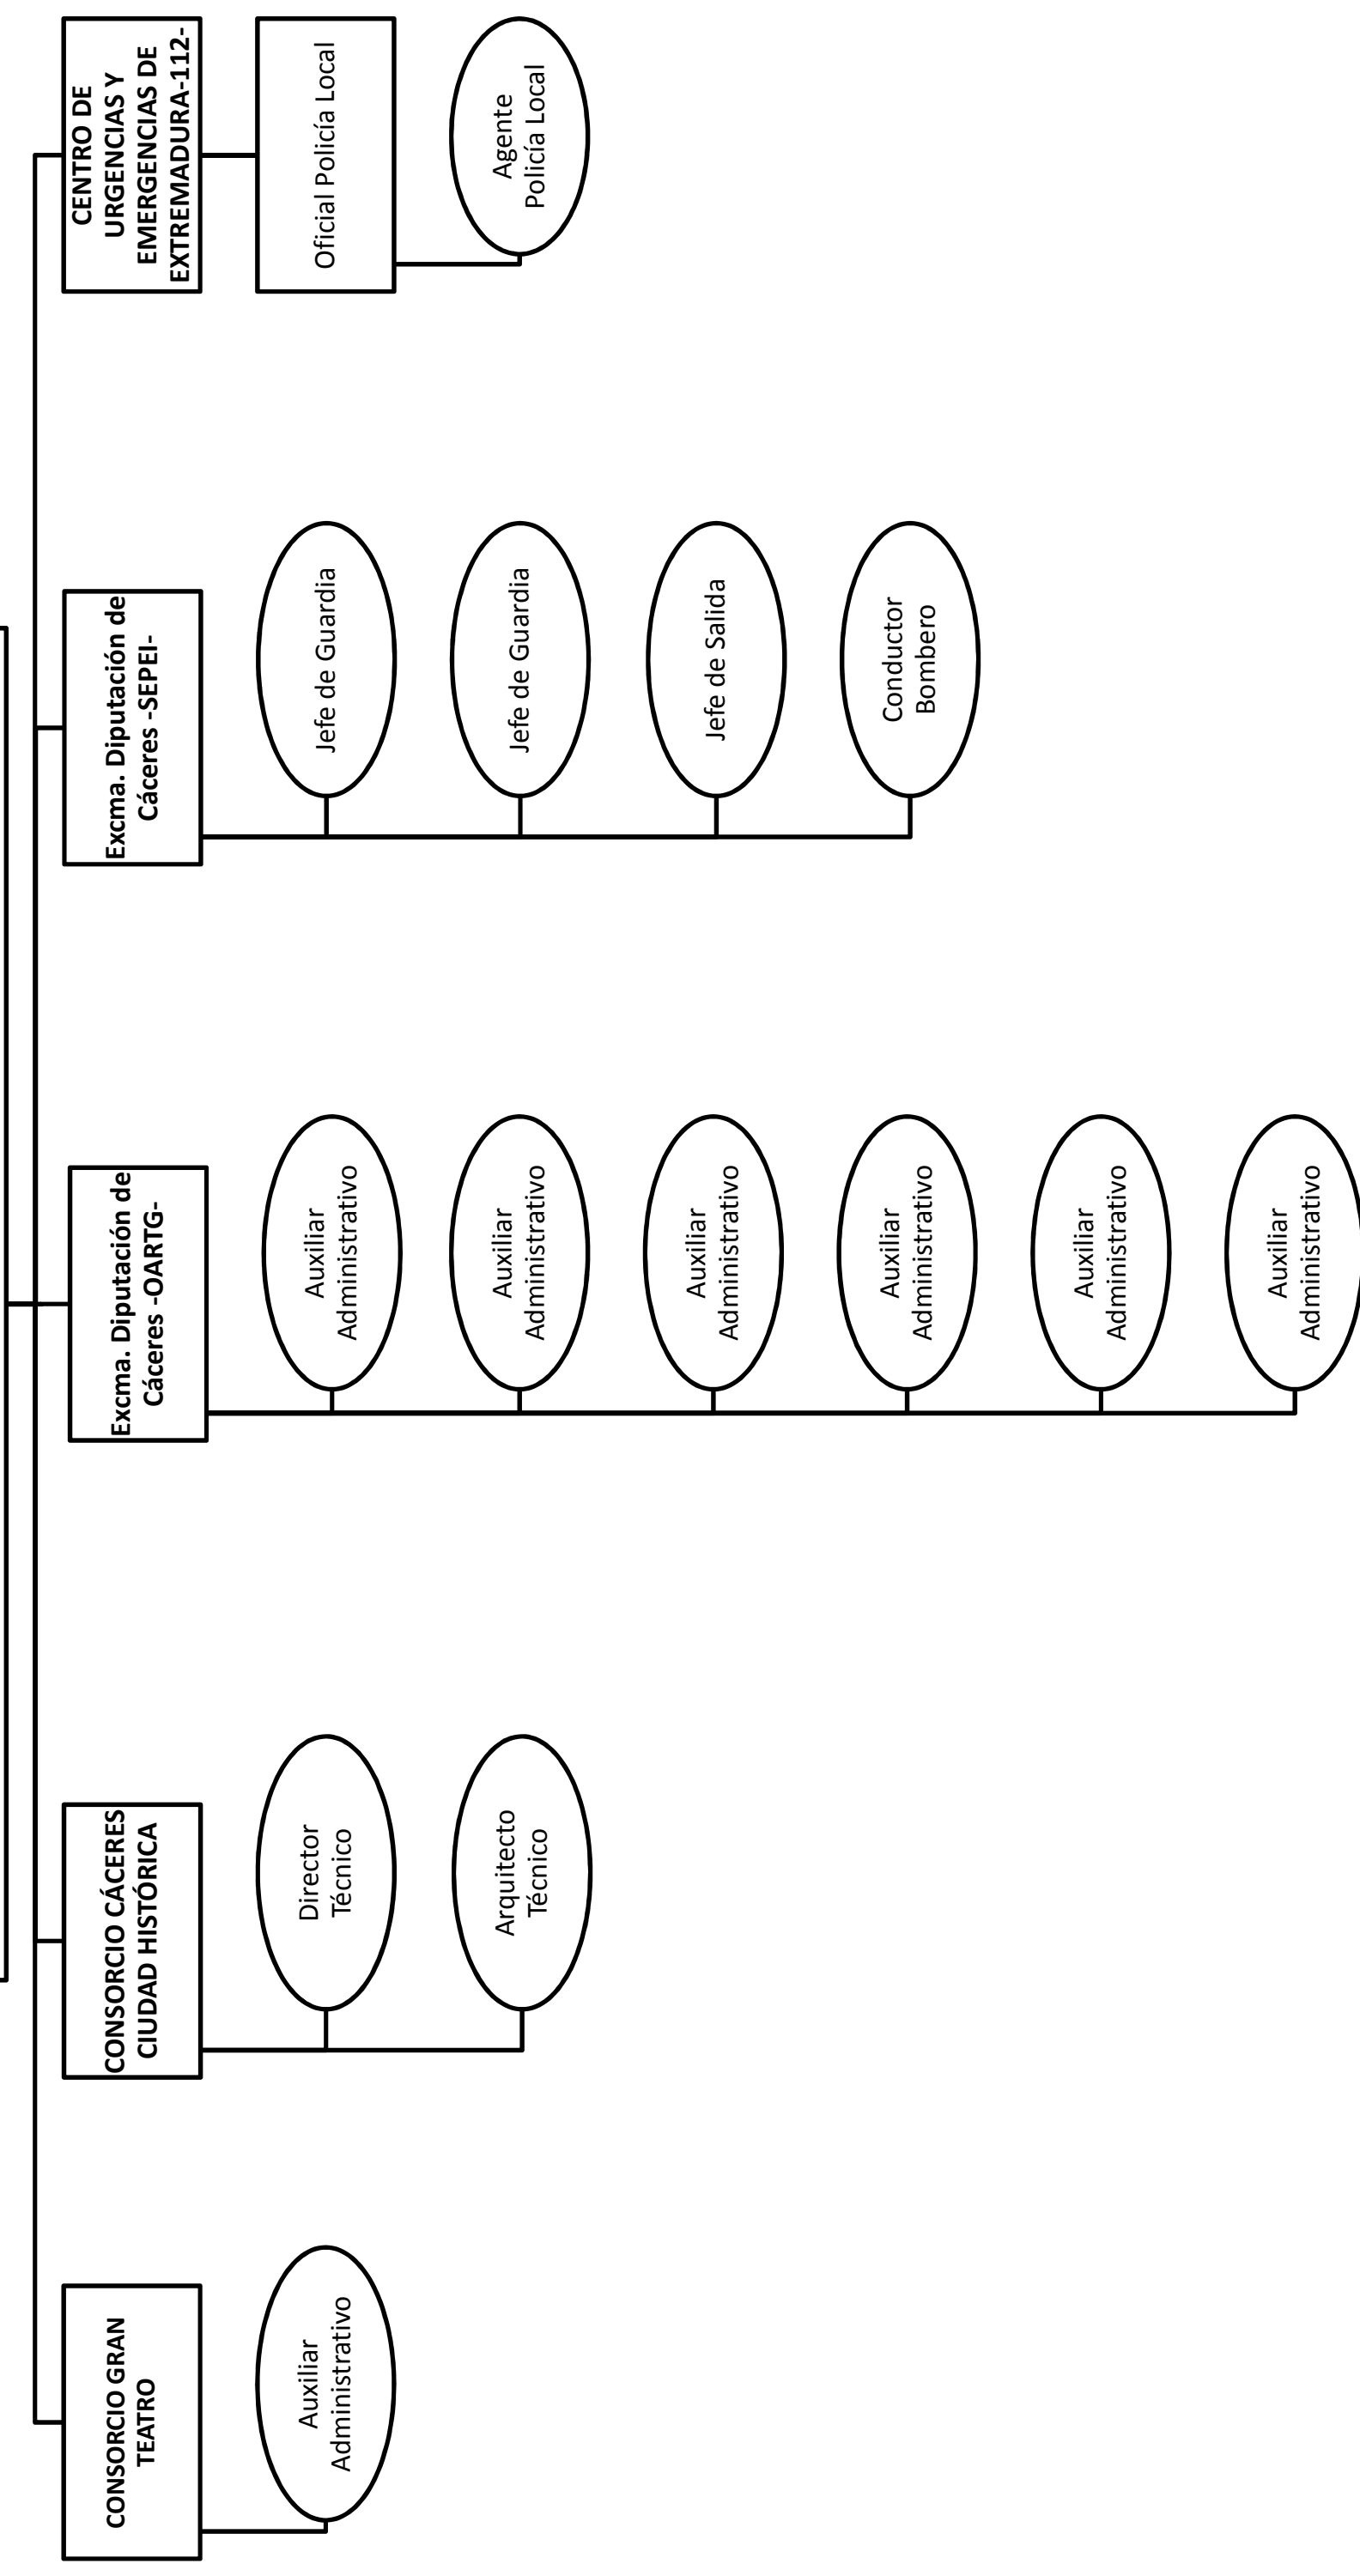 CONSORCIO GRAN
TEATRO
Auxiliar
Administrativo
CONSORCIO CÁCERES
CIUDAD HISTÓRICA
Director
Técnico
Arquitecto
Técnico
Excma. Diputación de
Cáceres -OARTG-
Auxiliar
Administrativo
Auxiliar
Administrativo
Auxiliar
Administrativo
Auxiliar
Administrativo
Auxiliar
Administrativo
Auxiliar
Administrativo
Excma. Diputación de
Cáceres -SEPEI-
Jefe de Guardia
Jefe de Guardia
Jefe de Salida
Conductor
Bombero
CENTRO DE
URGENCIAS Y
EMERGENCIAS DE
EXTREMADURA-112-
Oficial Policía Local
Agente
Policía Local